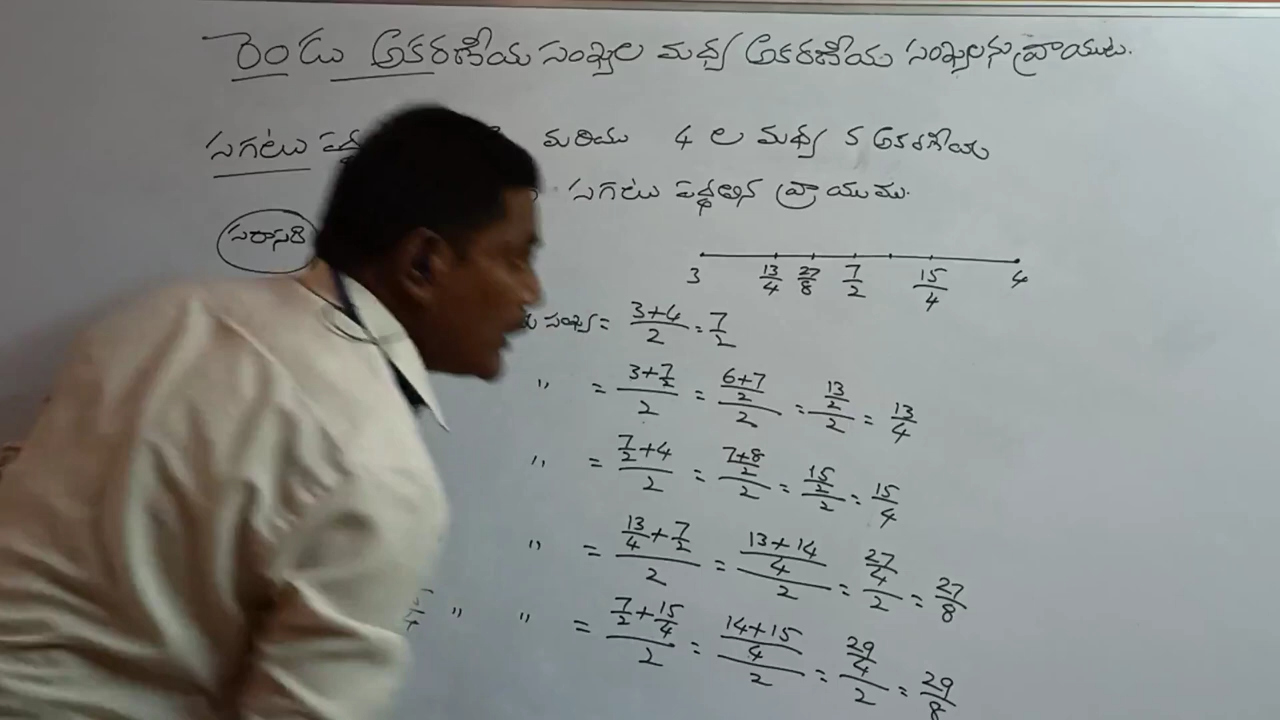 రెండు అకరణీయ సంఖ్యల మధ్య అకరణీయ సంఖ్యలను వ్రాయుట.
సగటు మరియు 4 ల మధ్య 5 అకరణీయ
సగటు పద్ధతిన వ్రాయుము.
సరాసరి
3 13/4 27/8 7/2 15/4 4
సంఖ్య = (3+4)/2 = 7/2
" = (3+7/2)/2 = ((6+7)/2)/2 = (13/2)/2 = 13/4
" = (7/2+4)/2 = ((7+8)/2)/2 = (15/2)/2 = 15/4
" = (13/4+7/2)/2 = ((13+14)/4)/2 = (27/4)/2 = 27/8
" " = (7/2+15/4)/2 = ((14+15)/4)/2 = (29/4)/2 = 29/8